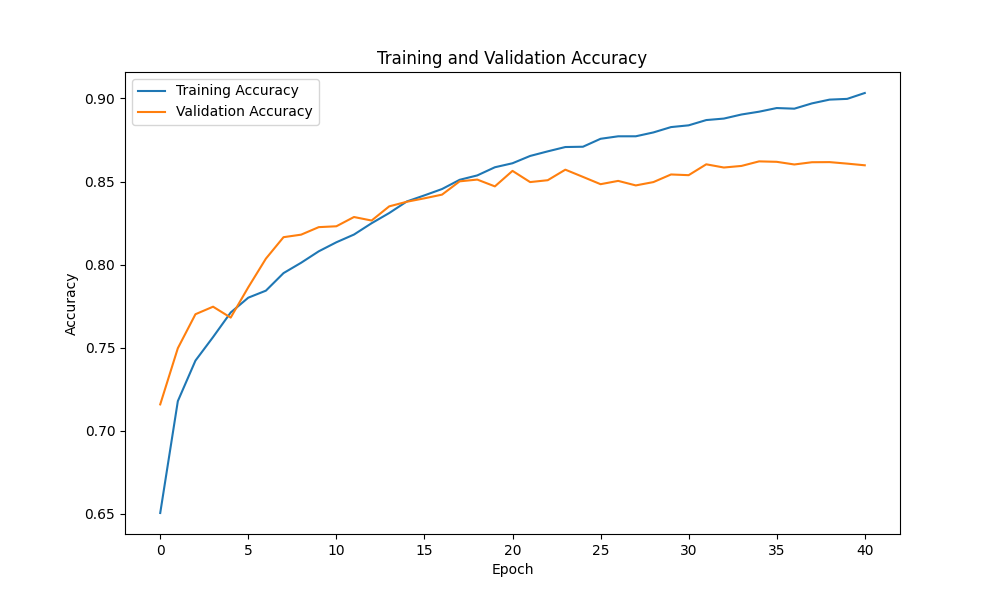 Training and Validation Accuracy
Training Accuracy
Validation Accuracy
0.90
0.85
0.80
0.75
0.70
0.65
Accuracy
0 5 10 15 20 25 30 35 40
Epoch